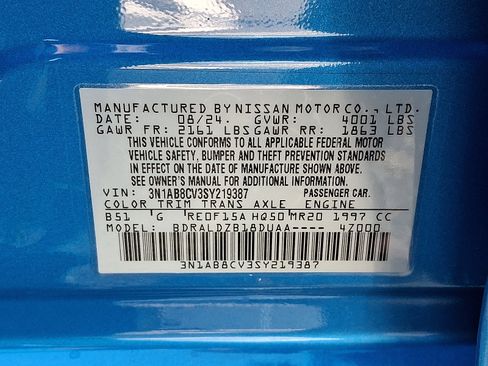 MANUFACTURED BY NISSAN MOTOR CO., LTD.
DATE: 08/24. GVWR: 4001 LBS
GAWR FR: 2161 LBS GAWR RR: 1863 LBS
THIS VEHICLE CONFORMS TO ALL APPLICABLE FEDERAL MOTOR
VEHICLE SAFETY, BUMPER AND THEFT PREVENTION STANDARDS
IN EFFECT ON THE DATE OF MANUFACTURE SHOWN ABOVE.
SEE OWNER'S MANUAL FOR ADDITIONAL INFORMATION.
VIN: 3N1AB8CV3SY219387 PASSENGER CAR.
COLOR TRIM TRANS AXLE ENGINE
B51 G RE0F15A HQ50 MR20 1997 CC
MODEL: BDRALDZB18DUAA-- 4Z000
3N1AB8CV3SY219387